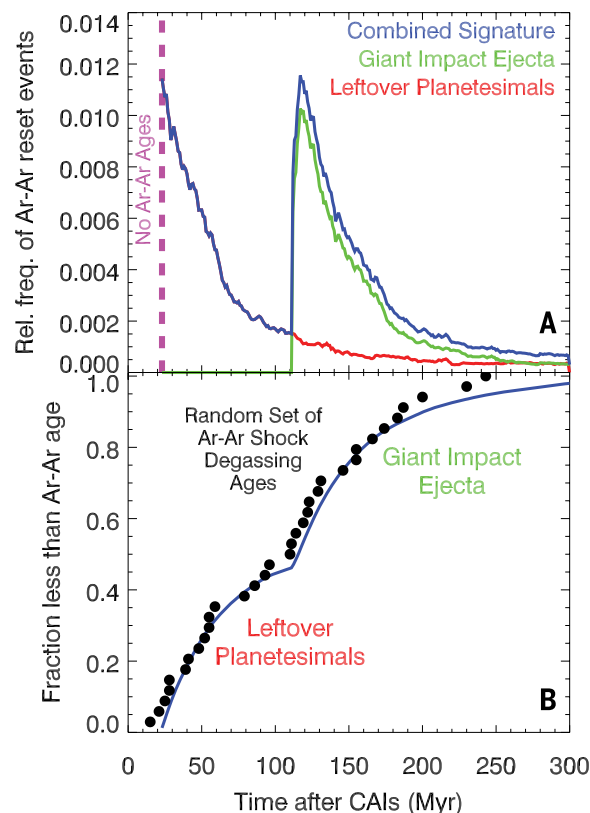 Combined Signature
Giant Impact Ejecta
Leftover Planetesimals
Rel. freq. of Ar-Ar reset events
0.014
0.012
0.010
0.008
0.006
0.004
0.002
0.000
No Ar-Ar Ages
A
Fraction less than Ar-Ar age
1.0
0.8
0.6
0.4
0.2
0.0
Random Set of
Ar-Ar Shock
Degassing
Ages
Giant Impact
Ejecta
Leftover
Planetesimals
B
0 50 100 150 200 250 300
Time after CAIs (Myr)